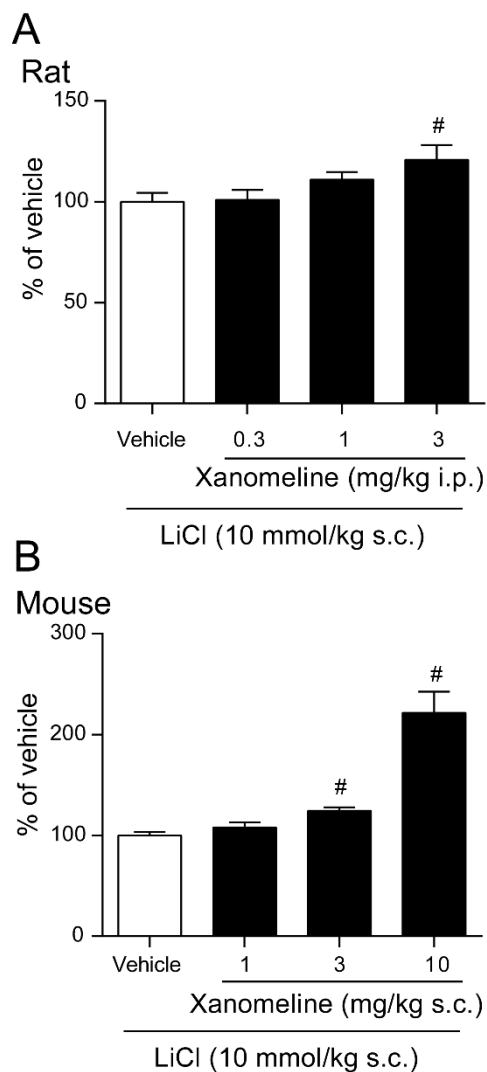 A
Rat
150
#
100
50
0
% of vehicle
Vehicle 0.3 1 3
Xanomeline (mg/kg i.p.)
LiCl (10 mmol/kg s.c.)
B
Mouse
300
#
200
#
100
0
% of vehicle
Vehicle 1 3 10
Xanomeline (mg/kg s.c.)
LiCl (10 mmol/kg s.c.)